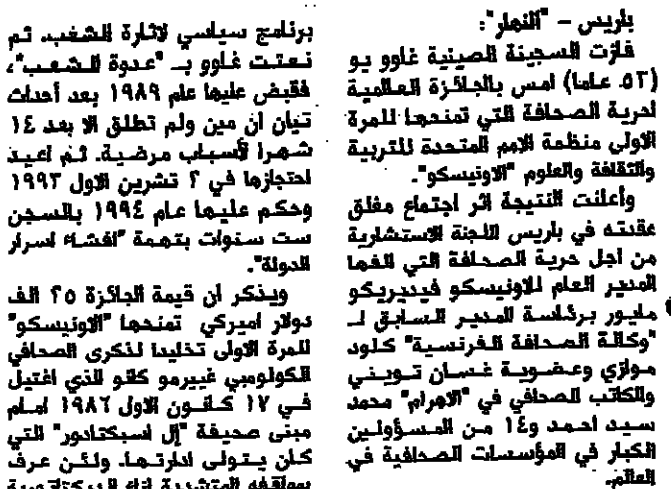 باريس - "النهار":
فازت السجينة الصينية غاوو يو
(٥٣ عاما) امس بالجائزة العالمية
لحرية الصحافة التي تمنحها للمرة
الاولى منظمة الامم المتحدة للتربية
والثقافة والعلوم "الاونيسكو".
وأعلنت النتيجة اثر اجتماع مغلق
عقدته في باريس اللجنة الاستشارية
من اجل حرية الصحافة التي الفها
المدير العام للاونيسكو فيديريكو
مايور برئاسة المدير السابق لـ
"وكالة الصحافة الفرنسية" كلود
موازي وعضوية غسان تويني
والكاتب الصحافي في "الاهرام" محمد
سيد احمد و١٤ من المسؤولين
الكبار في المؤسسات الصحافية في
العالم.
برنامج سياسي لاثارة الشغب. ثم
نعتت غاوو بـ "عدوة الشعب"،
فقبض عليها عام ١٩٨٩ بعد أحداث
تيان ان مين ولم تطلق الا بعد ١٤
شهرا لأسباب مرضية. ثم اعيد
احتجازها في ٢ تشرين الاول ١٩٩٣
وحكم عليها عام ١٩٩٤ بالسجن
ست سنوات بتهمة "افشاء اسرار
الدولة".
ويذكر ان قيمة الجائزة ٢٥ الف
دولار اميركي تمنحها "الاونيسكو"
للمرة الاولى تخليدا لذكرى الصحافي
الكولومبي غييرمو كانو الذي اغتيل
في ١٧ كانون الاول ١٩٨٦ امام
مبنى صحيفة "إل اسبكتادور" التي
كان يتولى ادارتها. ولئن عرف
بمواقفه المتشددة ازاء